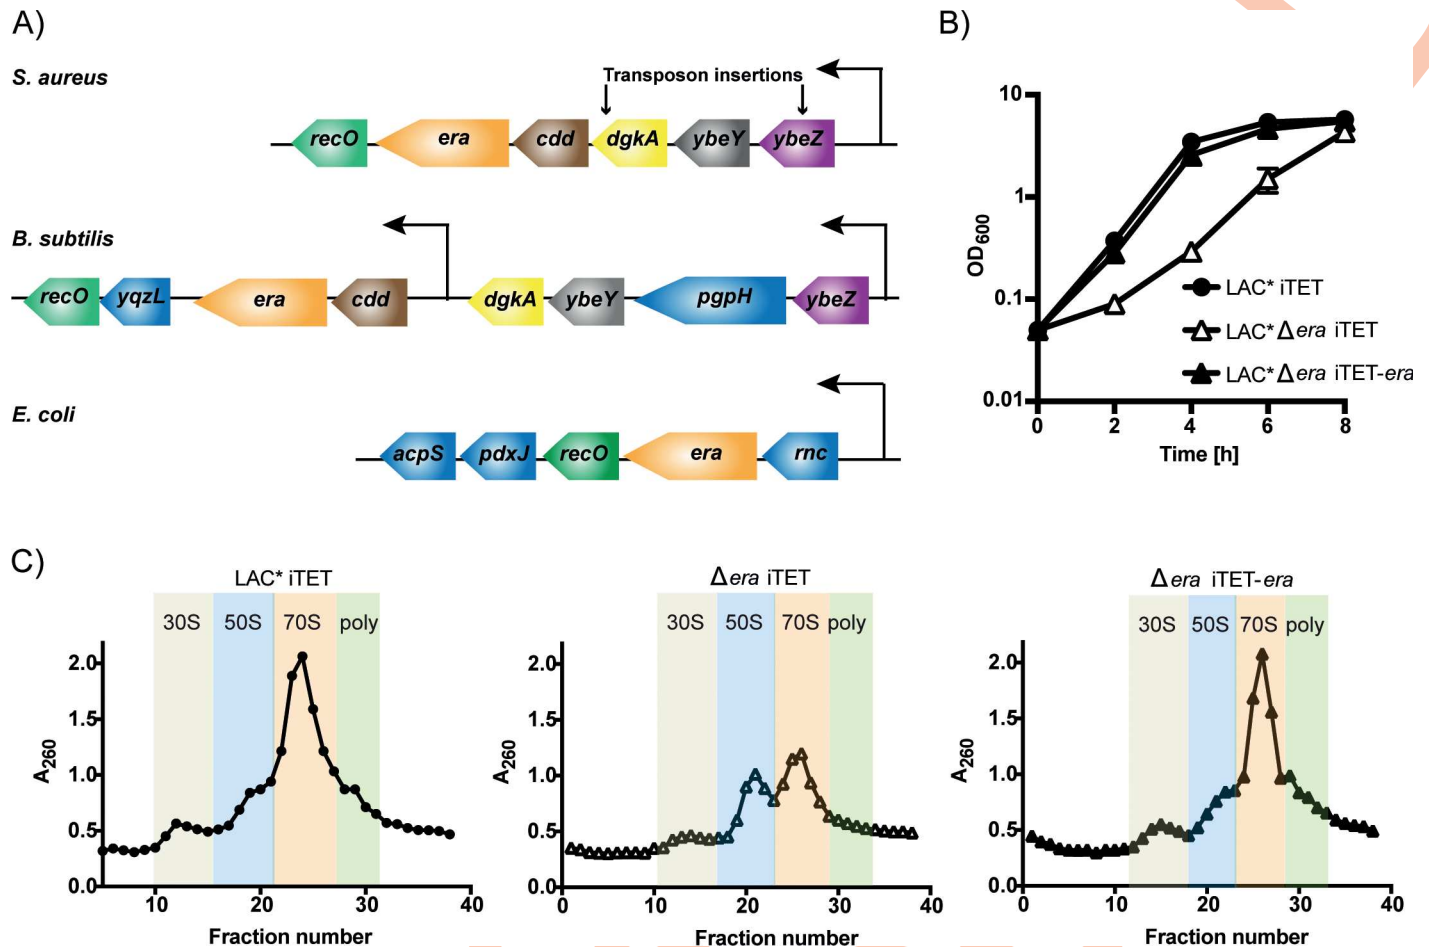 A)
S. aureus
Transposon insertions
recO era cdd dgkA ybeY ybeZ
B. subtilis
recO yqzL era cdd dgkA ybeY pgpH ybeZ
E. coli
acpS pdxJ recO era rnc
B)
10
1
0.1
0.01
OD600
0 2 4 6 8
Time [h]
LAC* iTET
LAC* Δera iTET
LAC* Δera iTET-era
C)
LAC* iTET
30S 50S 70S poly
2.0
1.5
1.0
0.5
0.0
A260
10 20 30 40
Fraction number
Δera iTET
30S 50S 70S poly
2.0
1.5
1.0
0.5
0.0
A260
0 10 20 30 40
Fraction number
Δera iTET-era
30S 50S 70S poly
2.0
1.5
1.0
0.5
0.0
A260
0 10 20 30 40
Fraction number